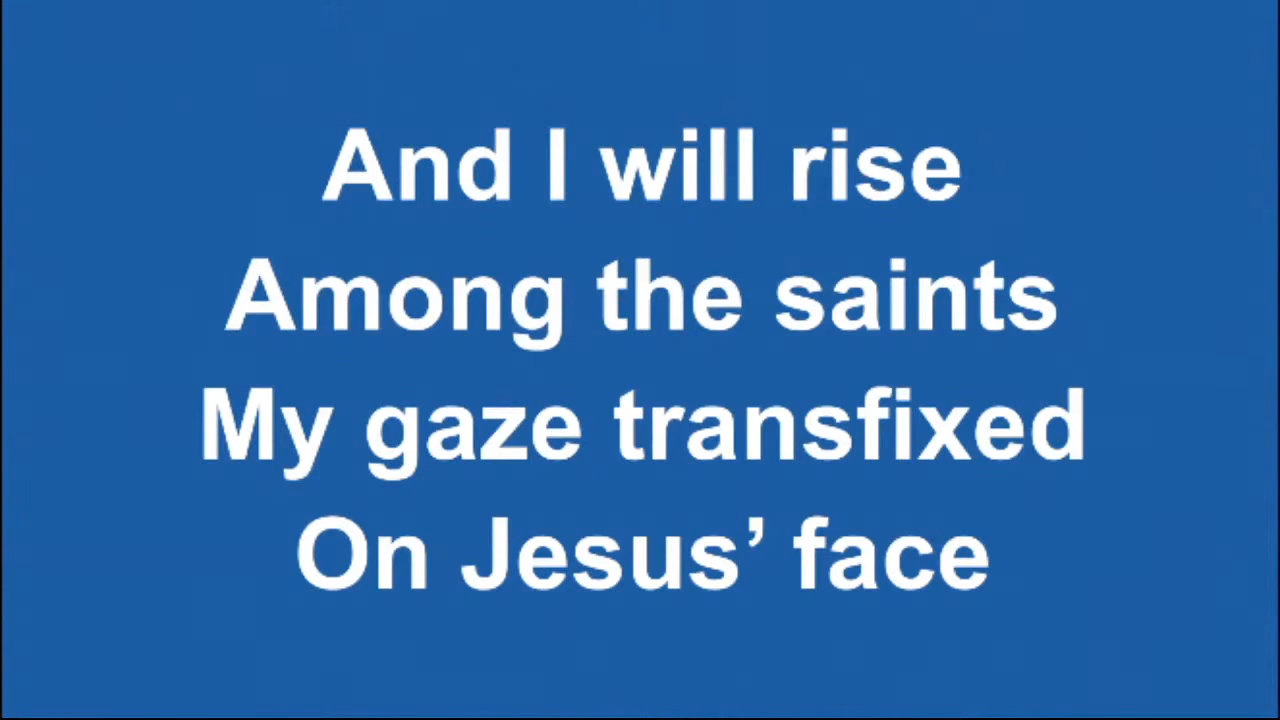 And I will rise
Among the saints
My gaze transfixed
On Jesus’ face